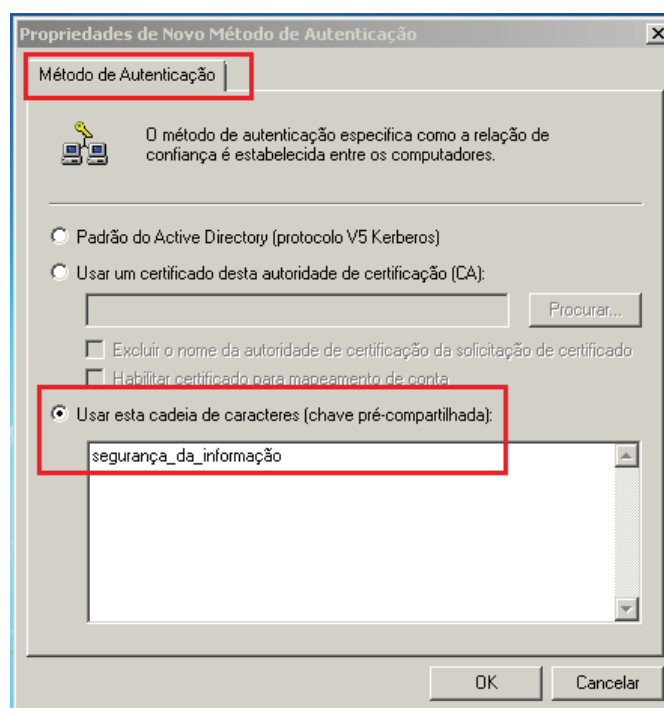 Propriedades de Novo Método de Autenticação
Método de Autenticação
O método de autenticação especifica como a relação de
confiança é estabelecida entre os computadores.
Padrão do Active Directory (protocolo V5 Kerberos)
Usar um certificado desta autoridade de certificação (CA):
Procurar...
Excluir o nome da autoridade de certificação da solicitação de certificado
Habilitar certificado para mapeamento de conta
Usar esta cadeia de caracteres (chave pré-compartilhada):
segurança_da_informação
OK Cancelar